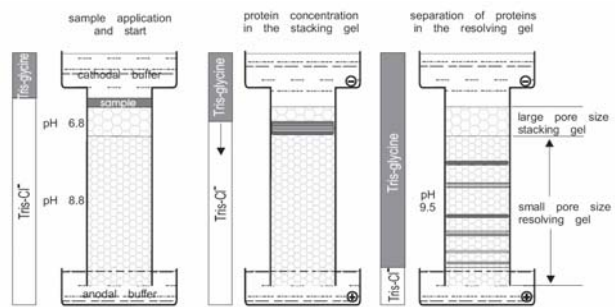 sample application
and start
protein concentration
in the stacking gel
separation of proteins
in the resolving gel
Tris-glycine
cathodal buffer
sample
pH 6.8
pH 8.8
Tris-Cl⁻
anodal buffer
Tris-glycine
Tris-Cl⁻
⊖
⊕
Tris-glycine
Tris-Cl⁻
⊖
pH
9.5
⊕
large pore size
stacking gel
small pore size
resolving gel